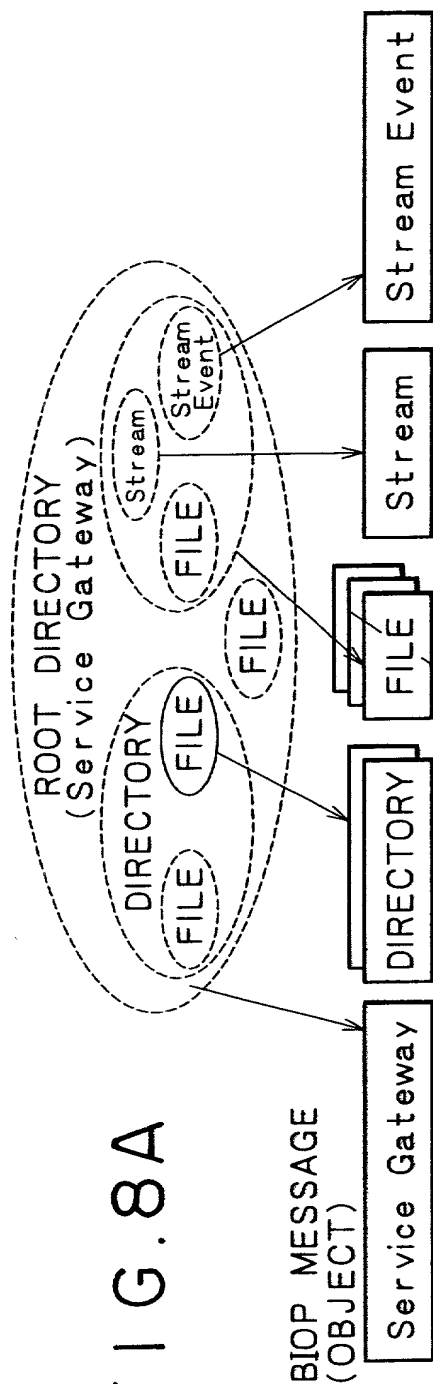 FIG.8A
ROOT DIRECTORY
(Service Gateway)
DIRECTORY
FILE
FILE
FILE
FILE
Stream
Stream
Event
BIOP MESSAGE
(OBJECT)
Service Gateway
DIRECTORY
FILE
Stream
Stream Event